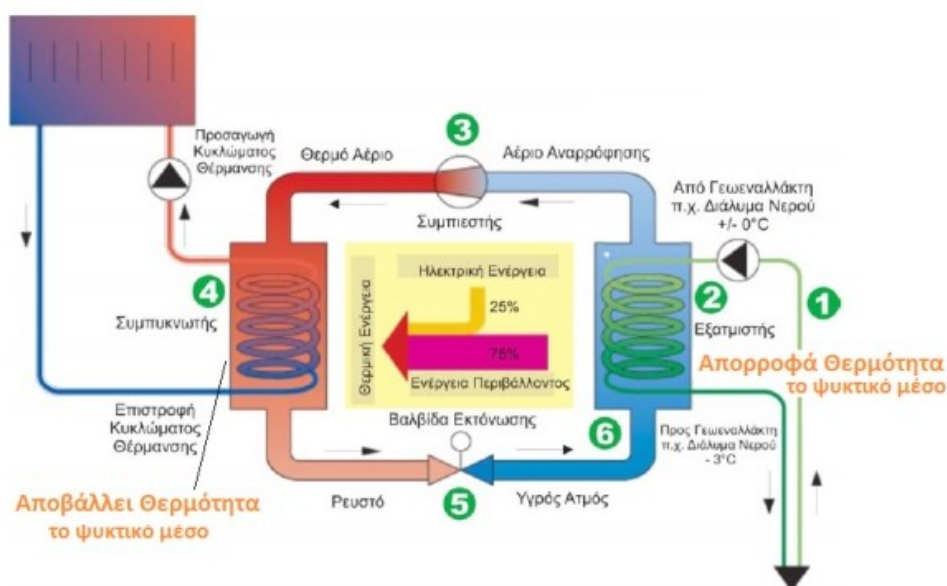 Προσαγωγή
Κυκλώματος
Θέρμανσης
Θερμό Αέριο
3
Αέριο Αναρρόφησης
Συμπιεστής
Από Γεωεναλλάκτη
π.χ. Διάλυμα Νερού
+/- 0°C
4
Συμπυκνωτής
Θερμική Ενέργεια
Ηλεκτρική Ενέργεια
25%
75%
Ενέργεια Περιβάλλοντος
2
Εξατμιστής
1
Απορροφά Θερμότητα
το ψυκτικό μέσο
Επιστροφή
Κυκλώματος
Θέρμανσης
Βαλβίδα Εκτόνωσης
6
Προς Γεωεναλλάκτη
π.χ. Διάλυμα Νερού
- 3°C
Αποβάλλει Θερμότητα
το ψυκτικό μέσο
Ρευστό
5
Υγρός Ατμός